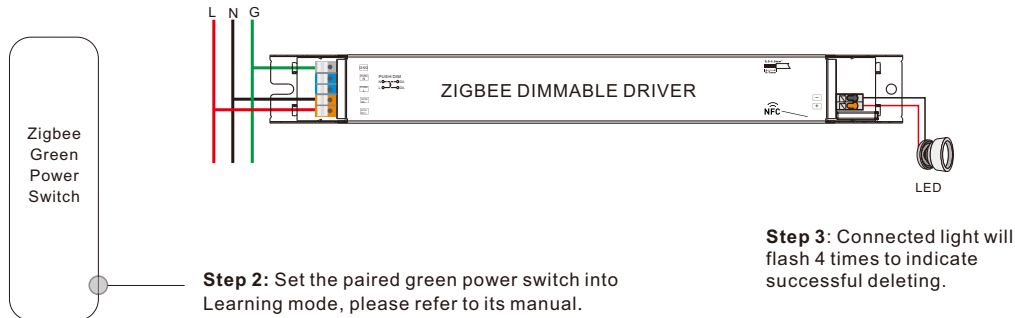 L N G
PUSH DIM
ZIGBEE DIMMABLE DRIVER
NFC
LED
Zigbee
Green
Power
Switch
Step 2: Set the paired green power switch into
Learning mode, please refer to its manual.
Step 3: Connected light will
flash 4 times to indicate
successful deleting.